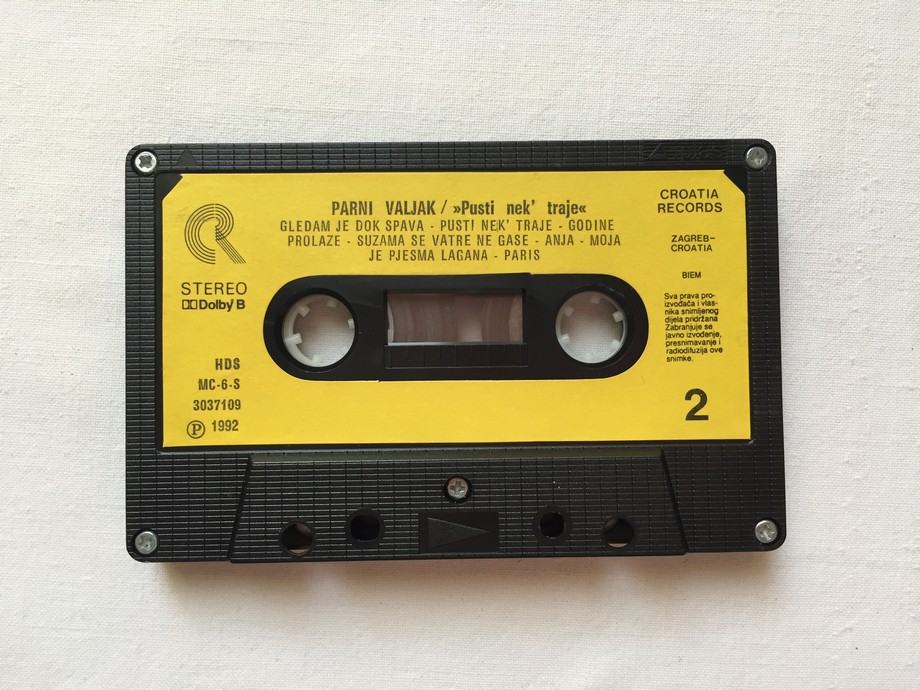 PARNI VALJAK / »Pusti nek' traje«
GLEDAM JE DOK SPAVA - PUSTI NEK' TRAJE - GODINE
PROLAZE - SUZAMA SE VATRE NE GASE - ANJA - MOJA
JE PJESMA LAGANA - PARIS
STEREO
DOLBY B
HDS
MC-6-S
3037109
Ⓟ 1992
CROATIA
RECORDS
ZAGREB-
CROATIA
BIEM
Sva prava pro-
izvođača i vlas-
nika snimljenog
dijela pridržana
Zabranjuje se
javno izvođenje,
presnimavanje i
radiodifuzija ove
snimke.
2